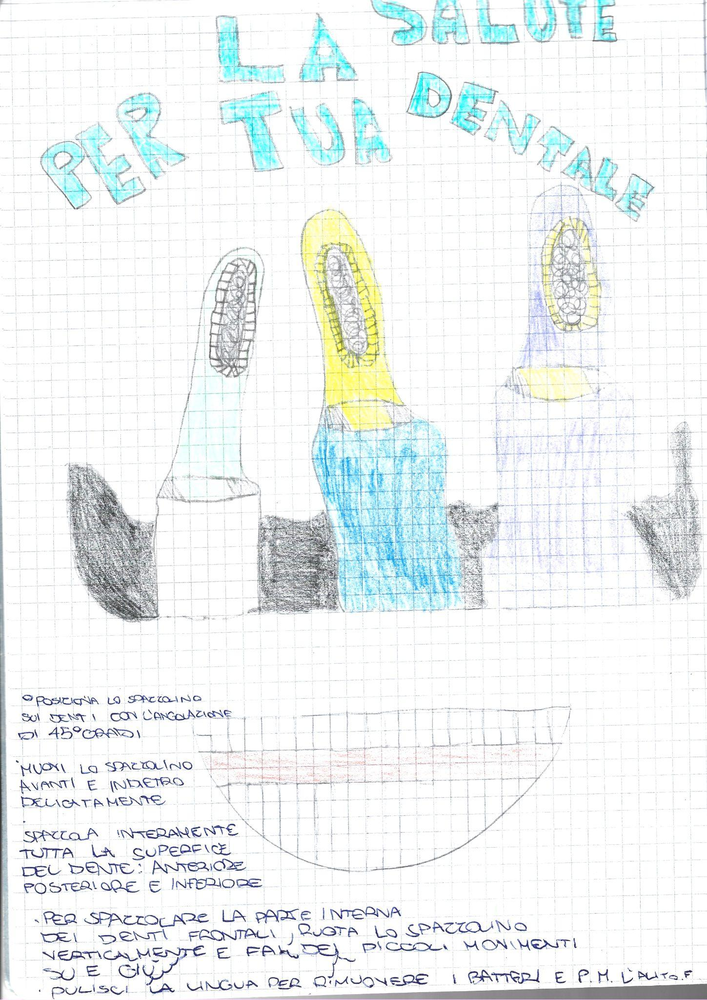 PER LA TUA SALUTE DENTALE
°POSIZIONA LO SPAZZOLINO
SUI DENTI CON L'ANGOLAZIONE
DI 45° GRADI
·MUOVI LO SPAZZOLINO
AVANTI E INDIETRO
DELICATAMENTE
·
SPAZZOLA INTERAMENTE
TUTTA LA SUPERFICE
DEL DENTE: ANTERIORE
POSTERIORE E INFERIORE
·PER SPAZZOLARE LA PARTE INTERNA
DEI DENTI FRONTALI, RUOTA LO SPAZZOLINO
VERTICALMENTE E FAI DEI PICCOLI MOVIMENTI
SU E GIÙ
·PULISCI LA LINGUA PER RIMUOVERE I BATTERI E P.M. L'ALITO.F